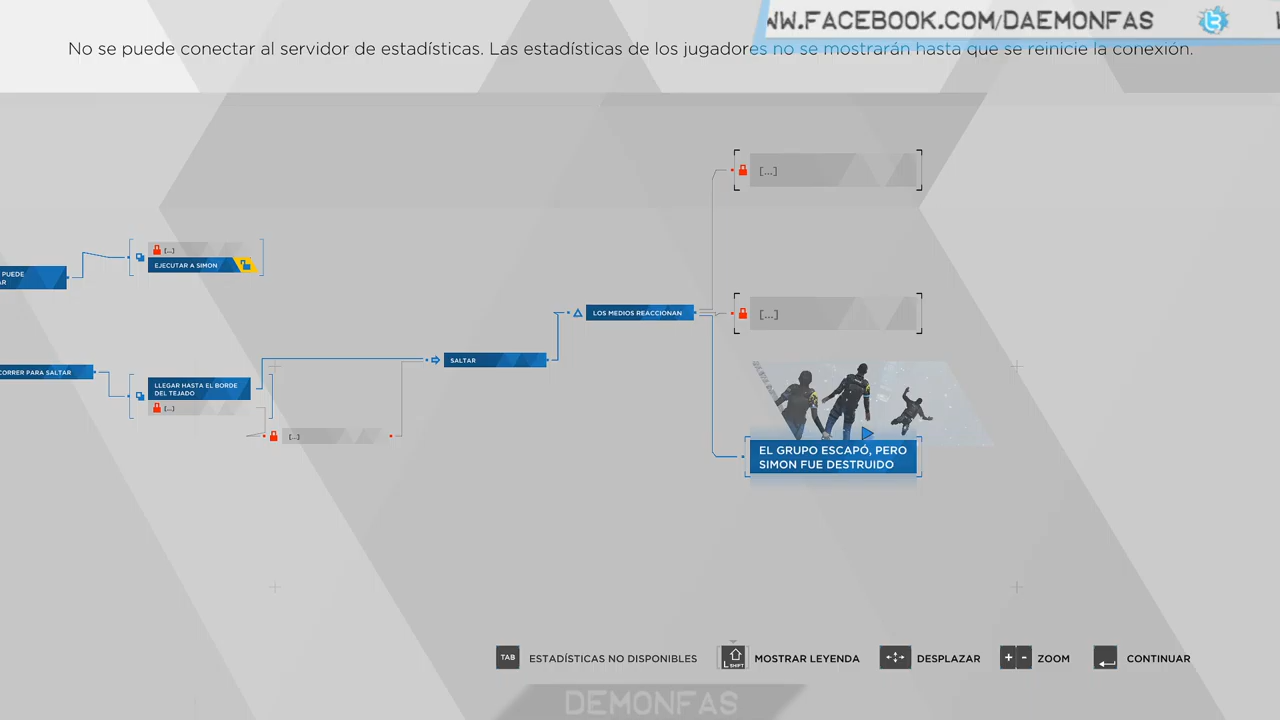 WW.FACEBOOK.COM/DAEMONFAS
No se puede conectar al servidor de estadísticas. Las estadísticas de los jugadores no se mostrarán hasta que se reinicie la conexión.
[...]
[...]
EJECUTAR A SIMON
PUEDE
AR
LOS MEDIOS REACCIONAN
[...]
SALTAR
CORRER PARA SALTAR
LLEGAR HASTA EL BORDE
DEL TEJADO
[...]
[...]
EL GRUPO ESCAPÓ, PERO
SIMON FUE DESTRUIDO
TAB ESTADÍSTICAS NO DISPONIBLES
L SHIFT MOSTRAR LEYENDA
DESPLAZAR
+ - ZOOM
CONTINUAR
DEMONFAS